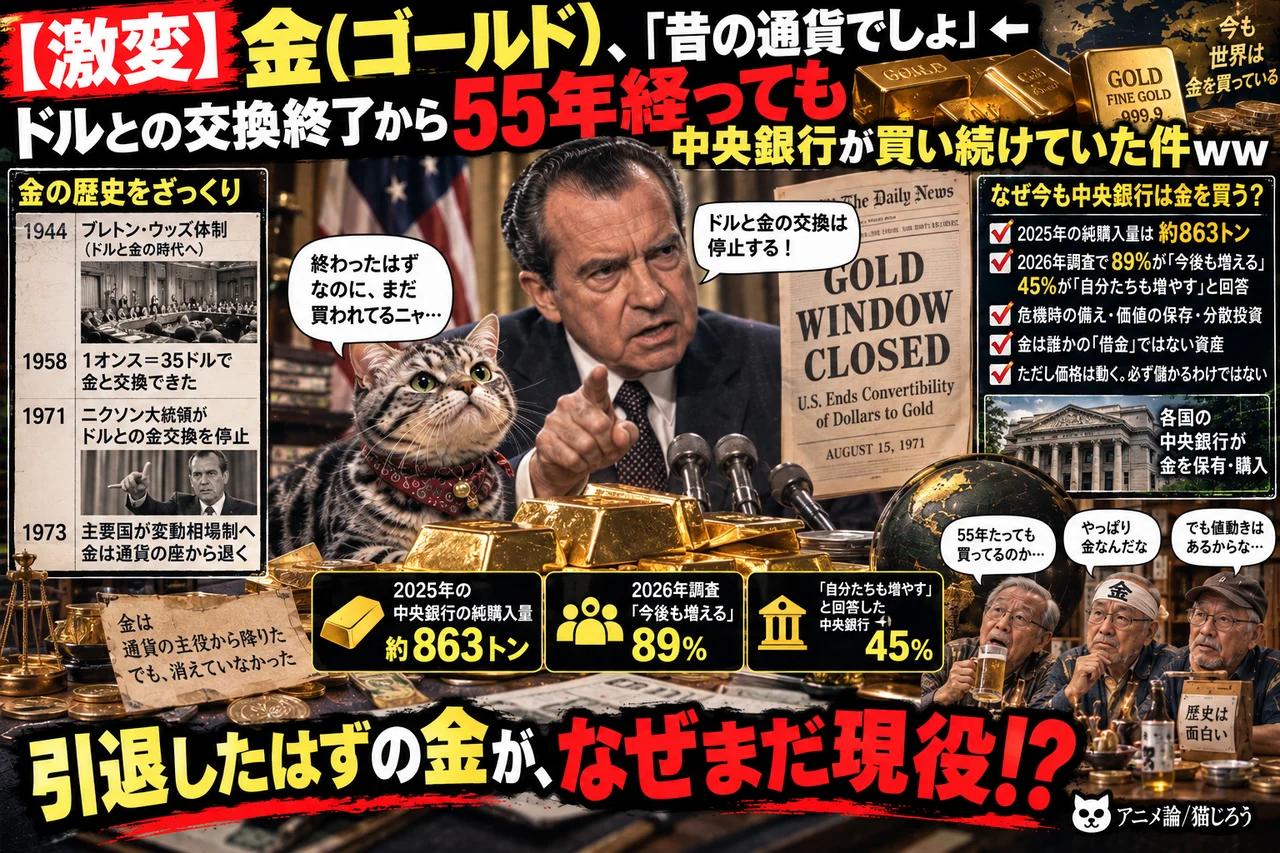 【激変】金(ゴールド)、「昔の通貨でしょ」←
ドルとの交換終了から55年経っても
中央銀行が買い続けていた件ww
GOLD
GOLD
FINE GOLD
999.9
今も
世界は
金を買っている
金の歴史をざっくり
1944 ブレトン・ウッズ体制
(ドルと金の時代へ)
1958 1オンス=35ドルで
金と交換できた
1971 ニクソン大統領が
ドルとの金交換を停止
1973 主要国が変動相場制へ
金は通貨の座から退く
終わったはず
なのに、まだ
買われてるニャ…
ドルと金の交換は
停止する!
The Daily News
GOLD
WINDOW
CLOSED
U.S. Ends Convertibility
of Dollars to Gold
AUGUST 15, 1971
なぜ今も中央銀行は金を買う?
2025年の純購入量は 約863トン
2026年調査で 89%が「今後も増える」
45%が「自分たちも増やす」と回答
危機時の備え・価値の保存・分散投資
金は誰かの「借金」ではない資産
ただし価格は動く。必ず儲かるわけではない
各国の
中央銀行が
金を保有・購入
55年たっても
買ってるのか…
やっぱり
金なんだな
でも値動きは
あるからな…
金
歴史は
面白い
金は
通貨の主役から降りた
でも、消えていなかった
2025年の
中央銀行の純購入量
約863トン
2026年調査
「今後も増える」
89%
「自分たちも増やす」
と回答した
中央銀行
45%
引退したはずの金が、なぜまだ現役!?
アニメ論/猫じろう